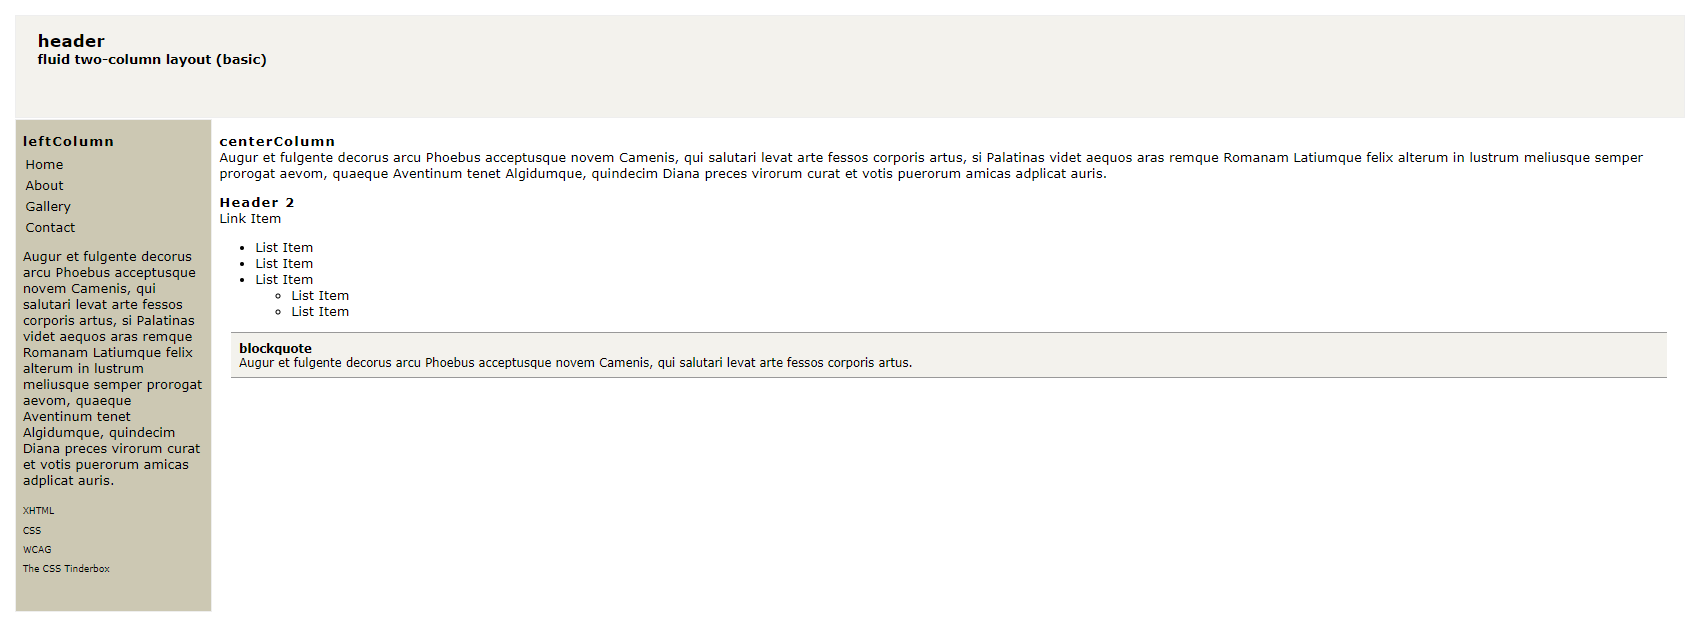 header
fluid two-column layout (basic)
leftColumn
Home
About
Gallery
Contact
Augur et fulgente decorus
arcu Phoebus acceptusque
novem Camenis, qui
salutari levat arte fessos
corporis artus, si Palatinas
videt aequos aras remque
Romanam Latiumque felix
alterum in lustrum
meliusque semper prorogat
aevom, quaeque
Aventinum tenet
Algidumque, quindecim
Diana preces virorum curat
et votis puerorum amicas
adplicat auris.
XHTML
CSS
WCAG
The CSS Tinderbox
centerColumn
Augur et fulgente decorus arcu Phoebus acceptusque novem Camenis, qui salutari levat arte fessos corporis artus, si Palatinas videt aequos aras remque Romanam Latiumque felix alterum in lustrum meliusque semper
prorogat aevom, quaeque Aventinum tenet Algidumque, quindecim Diana preces virorum curat et votis puerorum amicas adplicat auris.
Header 2
Link Item
• List Item
• List Item
• List Item
◦ List Item
◦ List Item
blockquote
Augur et fulgente decorus arcu Phoebus acceptusque novem Camenis, qui salutari levat arte fessos corporis artus.